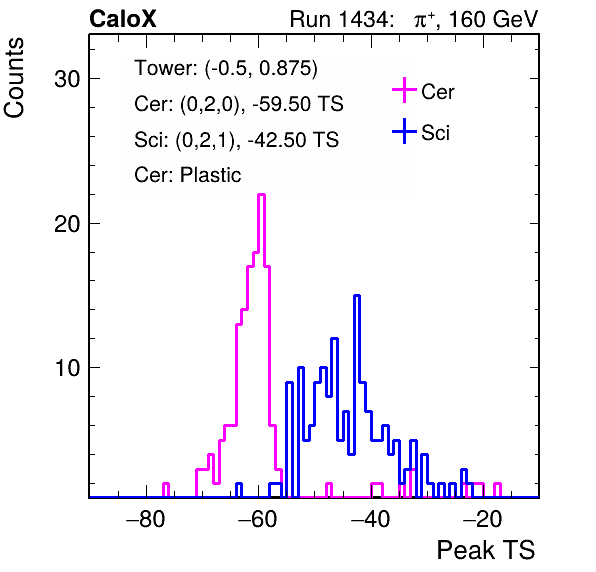 CaloX Run 1434: π⁺, 160 GeV
Counts
Tower: (-0.5, 0.875)
Cer: (0,2,0), -59.50 TS
Sci: (0,2,1), -42.50 TS
Cer: Plastic
Cer
Sci
30
20
10
−80 −60 −40 −20
Peak TS